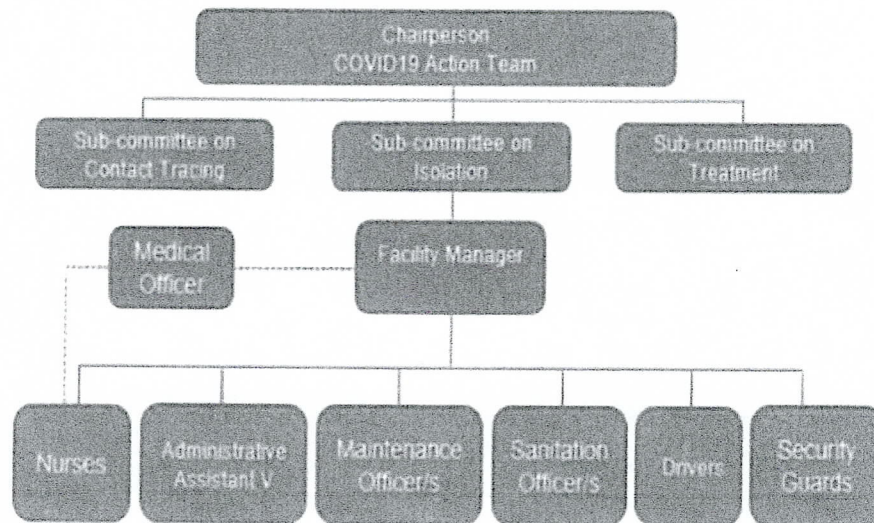 Chairperson
COVID19 Action Team
Sub-committee on
Contact Tracing
Sub-committee on
Isolation
Sub-committee on
Treatment
Medical
Officer
Facility Manager
Nurses
Administrative
Assistant V
Maintenance
Officer/s
Sanitation
Officer/s
Drivers
Security
Guards